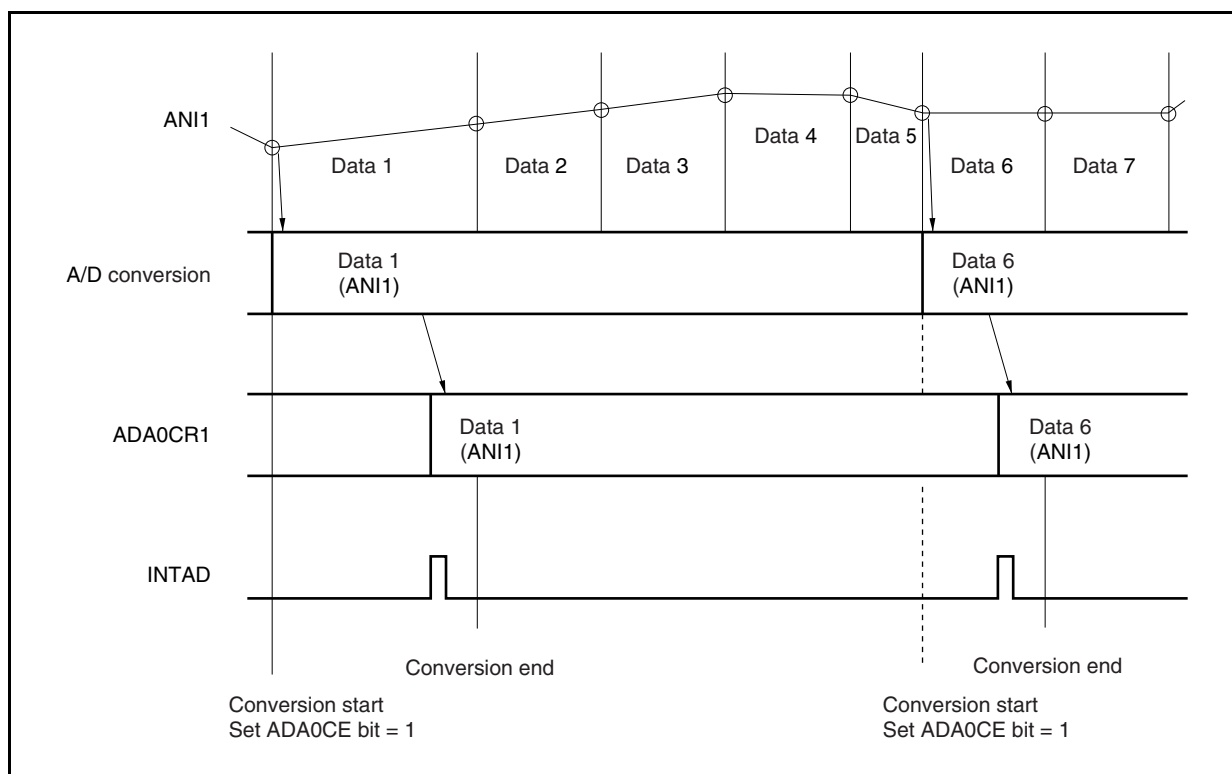 ANI1
Data 1
Data 2
Data 3
Data 4
Data 5
Data 6
Data 7
A/D conversion
Data 1
(ANI1)
Data 6
(ANI1)
ADA0CR1
Data 1
(ANI1)
Data 6
(ANI1)
INTAD
Conversion end
Conversion end
Conversion start
Set ADA0CE bit = 1
Conversion start
Set ADA0CE bit = 1